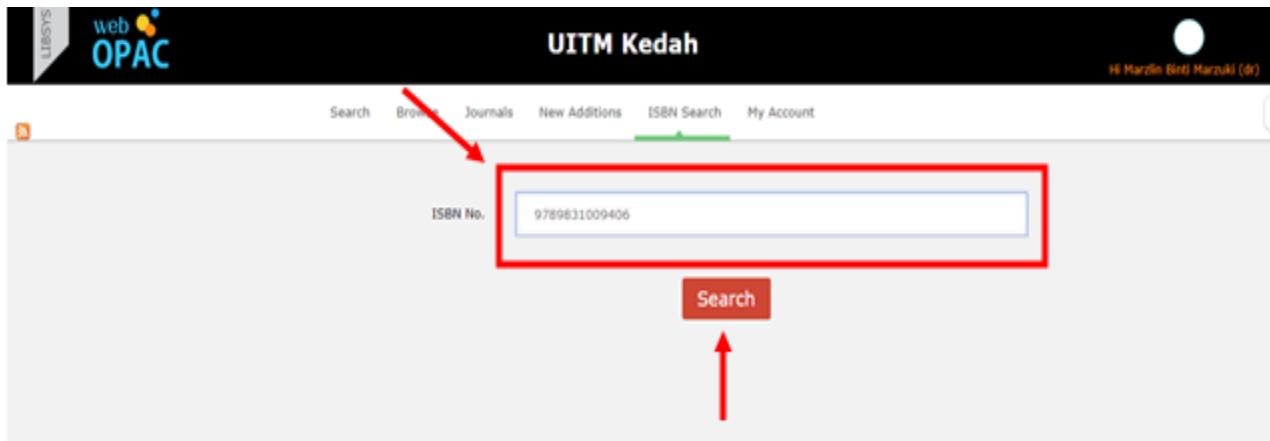 LIBSYS
web
OPAC
UITM Kedah
Hi Marzlin Binti Marzuki (dr)
Search Browse Journals New Additions ISBN Search My Account
ISBN No. 9789831009406
Search